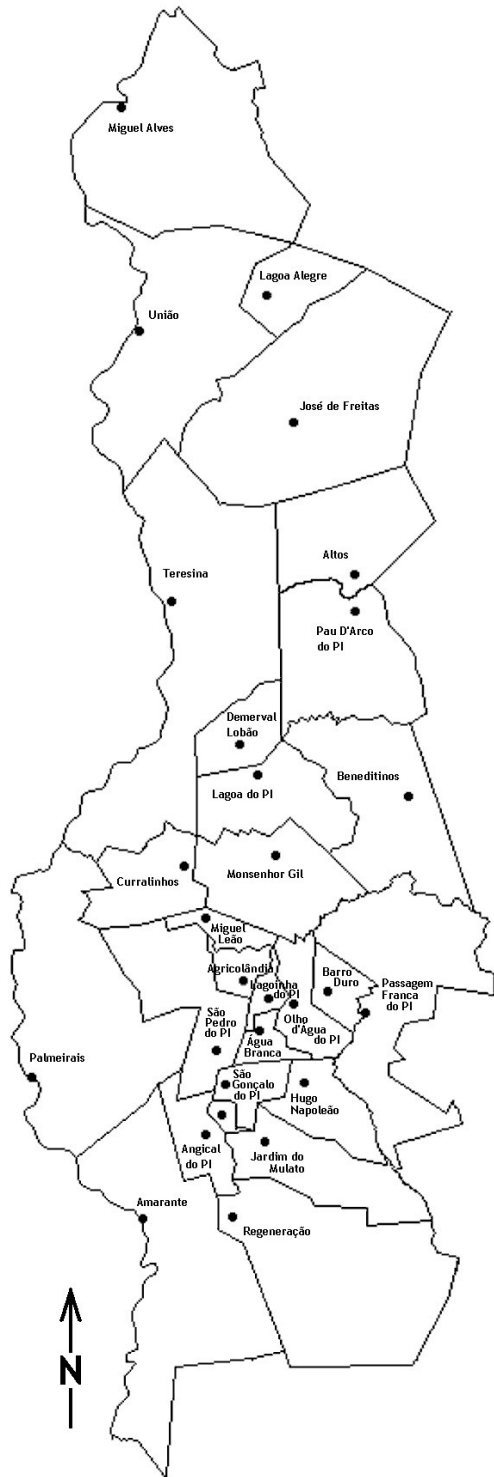 Miguel Alves
Lagoa Alegre
União
José de Freitas
Altos
Teresina
Pau D'Arco
do PI
Demerval
Lobão
Lagoa do PI
Beneditinos
Curralinhos
Monsenhor Gil
Miguel
Leão
Agricolândia
Lagoinha
do PI
Barro
Duro
Passagem
Franca
do PI
São
Pedro
do PI
Olho
d'Água
do PI
Água
Branca
Palmeirais
São
Gonçalo
do PI
Hugo
Napoleão
Angical
do PI
Jardim do
Mulato
Amarante
Regeneração
N